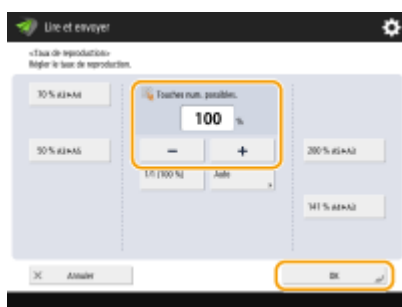 Lire et envoyer
<Taux de reproduction>
Régler le taux de reproduction.
70 % A3►A4
Touches num. possibles.
100 %
50 % A3►A5
−
+
200 % A5►A3
1/1 (100 %)
Auto
141 % A4►A3
× Annuler
OK